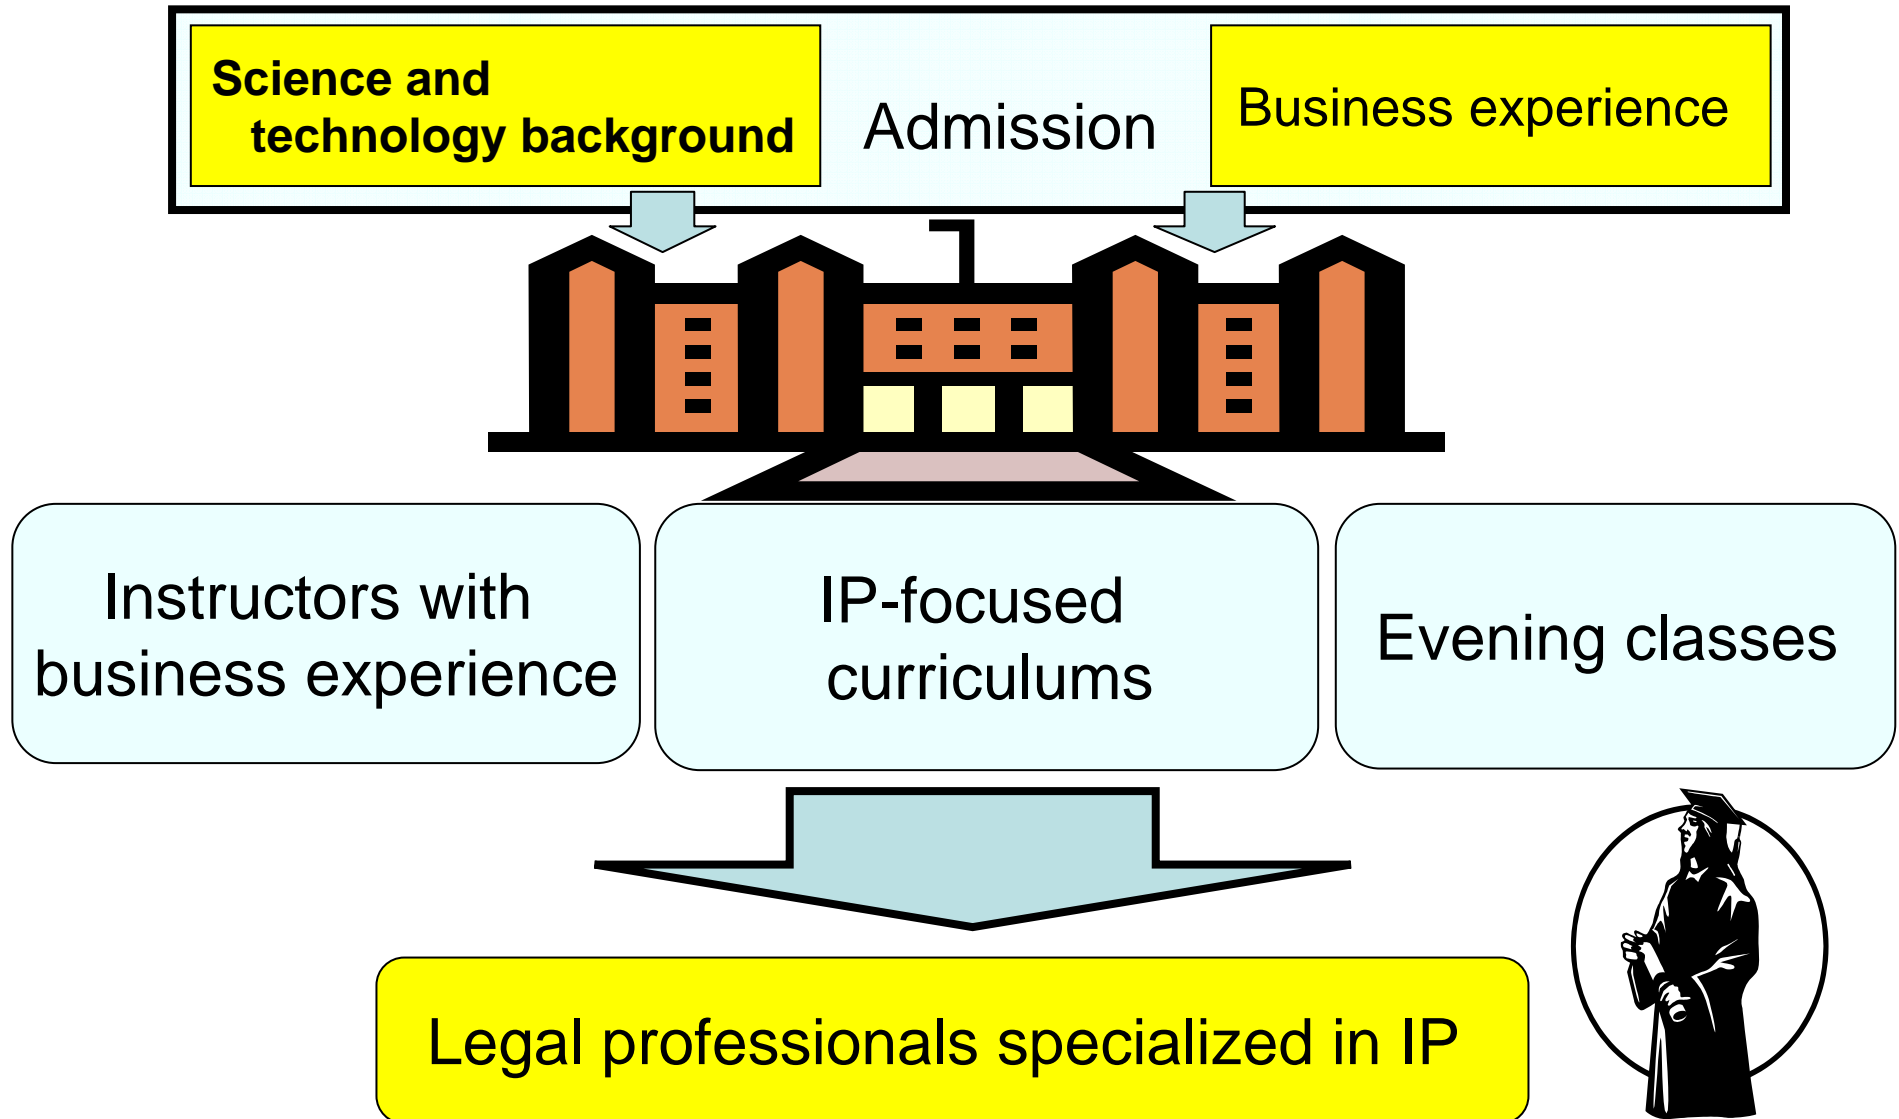 Science and
technology background
Admission
Business experience
Instructors with
business experience
IP-focused
curriculums
Evening classes
Legal professionals specialized in IP